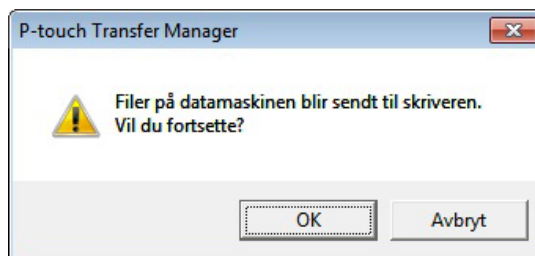 P-touch Transfer Manager
Filer på datamaskinen blir sendt til skriveren.
Vil du fortsette?
OK
Avbryt